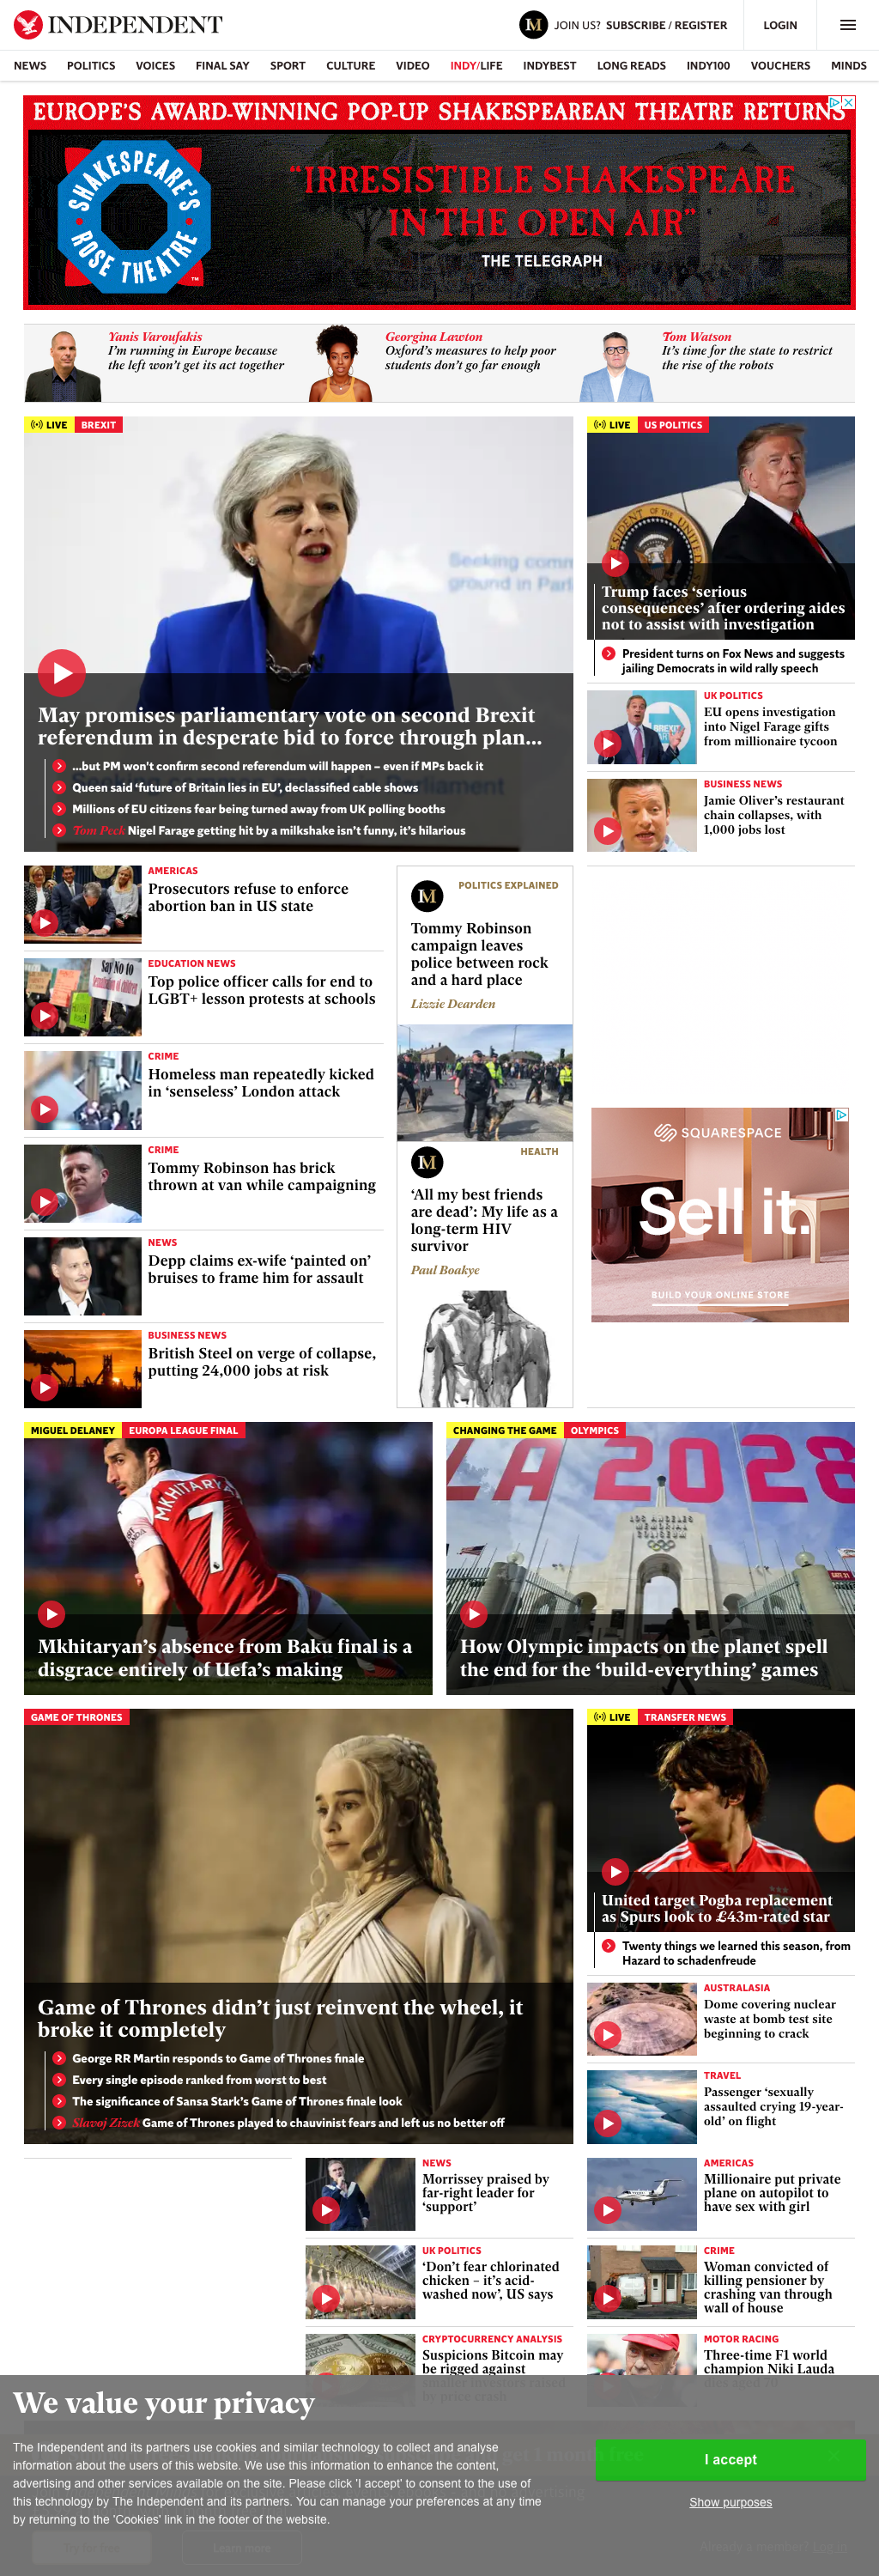 INDEPENDENT
JOIN US? SUBSCRIBE / REGISTER
LOGIN
NEWS POLITICS VOICES FINAL SAY SPORT CULTURE VIDEO INDY/LIFE INDYBEST LONG READS INDY100 VOUCHERS MINDS
EUROPE'S AWARD-WINNING POP-UP SHAKESPEAREAN THEATRE RETURNS
SHAKESPEARE'S
ROSE THEATRE
TM
“IRRESISTIBLE SHAKESPEARE
IN THE OPEN AIR”
THE TELEGRAPH
Yanis Varoufakis
I’m running in Europe because
the left won’t get its act together
Georgina Lawton
Oxford’s measures to help poor
students don’t go far enough
Tom Watson
It’s time for the state to restrict
the rise of the robots
LIVE BREXIT
Seeking comm
ground in Parl
May promises parliamentary vote on second Brexit
referendum in desperate bid to force through plan...
...but PM won’t confirm second referendum will happen – even if MPs back it
Queen said ‘future of Britain lies in EU’, declassified cable shows
Millions of EU citizens fear being turned away from UK polling booths
Tom Peck Nigel Farage getting hit by a milkshake isn’t funny, it’s hilarious
LIVE US POLITICS
Trump faces ‘serious
consequences’ after ordering aides
not to assist with investigation
President turns on Fox News and suggests
jailing Democrats in wild rally speech
UK POLITICS
EU opens investigation
into Nigel Farage gifts
from millionaire tycoon
BUSINESS NEWS
Jamie Oliver’s restaurant
chain collapses, with
1,000 jobs lost
AMERICAS
Prosecutors refuse to enforce
abortion ban in US state
EDUCATION NEWS
Top police officer calls for end to
LGBT+ lesson protests at schools
Say No to
CRIME
Homeless man repeatedly kicked
in ‘senseless’ London attack
CRIME
Tommy Robinson has brick
thrown at van while campaigning
NEWS
Depp claims ex-wife ‘painted on’
bruises to frame him for assault
BUSINESS NEWS
British Steel on verge of collapse,
putting 24,000 jobs at risk
POLITICS EXPLAINED
Tommy Robinson
campaign leaves
police between rock
and a hard place
Lizzie Dearden
HEALTH
‘All my best friends
are dead’: My life as a
long-term HIV
survivor
Paul Boakye
SQUARESPACE
Sell it.
BUILD YOUR ONLINE STORE
MIGUEL DELANEY EUROPA LEAGUE FINAL
MKHITARYAN
7
Mkhitaryan’s absence from Baku final is a
disgrace entirely of Uefa’s making
CHANGING THE GAME OLYMPICS
LA 2028
LOS ANGELES
MEMORIAL
COLISEUM
How Olympic impacts on the planet spell
the end for the ‘build-everything’ games
GAME OF THRONES
Game of Thrones didn’t just reinvent the wheel, it
broke it completely
George RR Martin responds to Game of Thrones finale
Every single episode ranked from worst to best
The significance of Sansa Stark’s Game of Thrones finale look
Slavoj Zizek Game of Thrones played to chauvinist fears and left us no better off
LIVE TRANSFER NEWS
United target Pogba replacement
as Spurs look to £43m-rated star
Twenty things we learned this season, from
Hazard to schadenfreude
AUSTRALASIA
Dome covering nuclear
waste at bomb test site
beginning to crack
TRAVEL
Passenger ‘sexually
assaulted crying 19-year-
old’ on flight
NEWS
Morrissey praised by
far-right leader for
‘support’
AMERICAS
Millionaire put private
plane on autopilot to
have sex with girl
UK POLITICS
‘Don’t fear chlorinated
chicken – it’s acid-
washed now’, US says
CRIME
Woman convicted of
killing pensioner by
crashing van through
wall of house
CRYPTOCURRENCY ANALYSIS
Suspicions Bitcoin may
be rigged against
smaller investors raised
by price crash
MOTOR RACING
Three-time F1 world
champion Niki Lauda
dies aged 70
We value your privacy
The Independent and its partners use cookies and similar technology to collect and analyse
information about the users of this website. We use this information to enhance the content,
advertising and other services available on the site. Please click 'I accept' to consent to the use of
this technology by The Independent and its partners. You can manage your preferences at any time
by returning to the 'Cookies' link in the footer of the website.
I accept
Show purposes